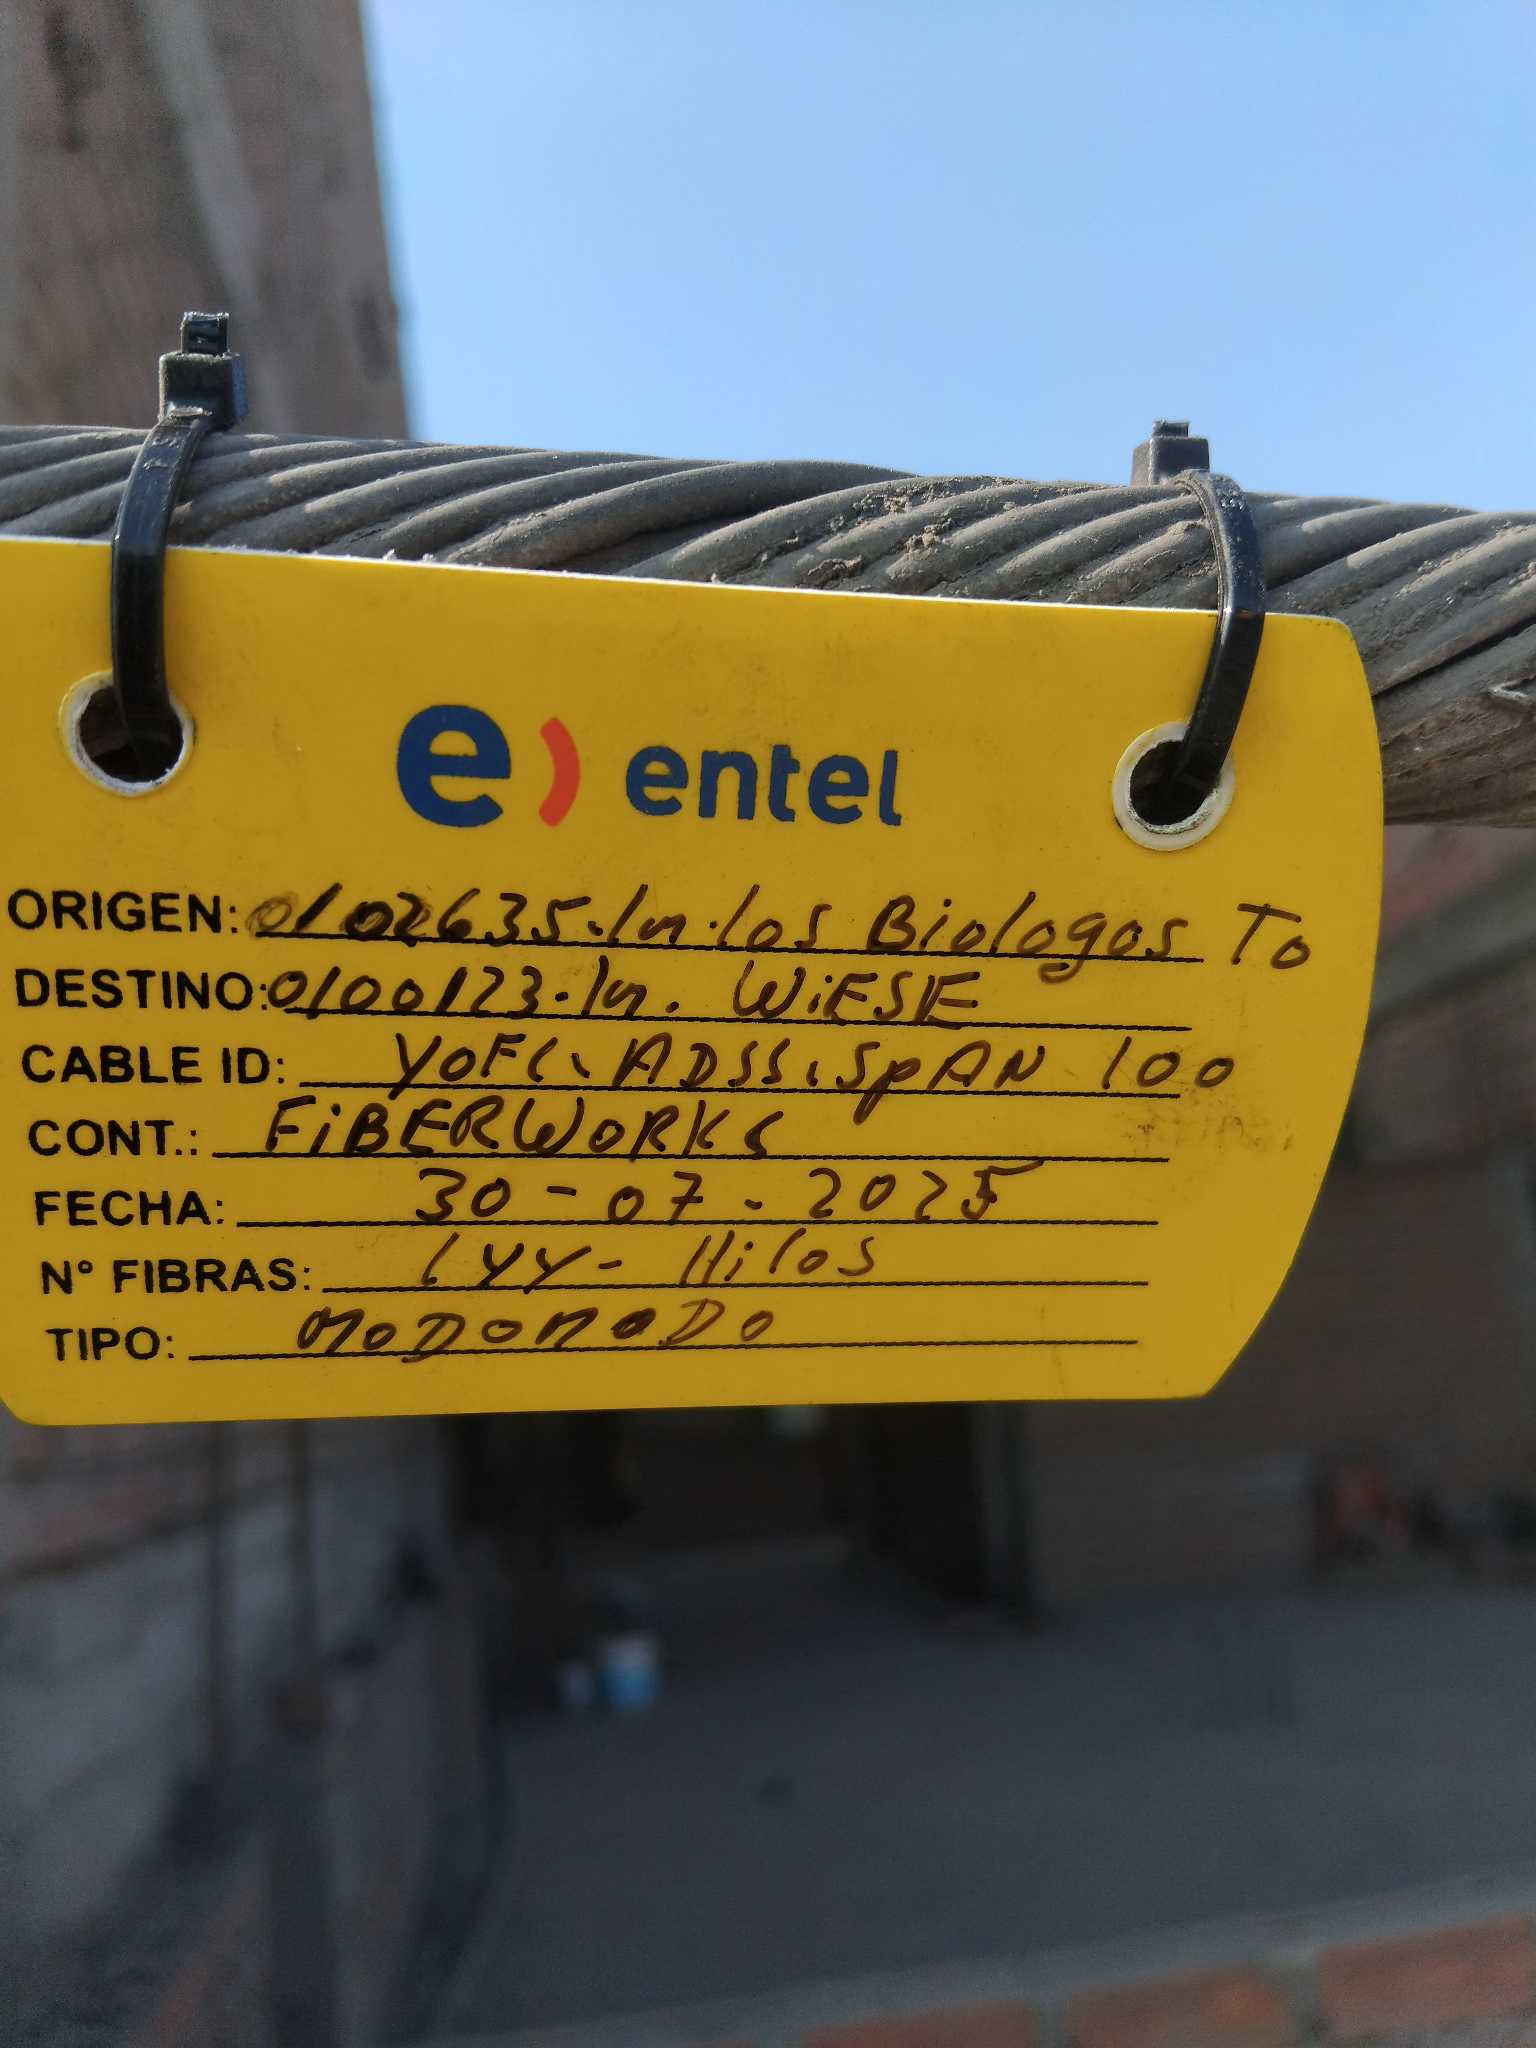 e) entel
ORIGEN: 0102635.lm.los Biologos To
DESTINO: 0100123.lm. WiESE
CABLE ID: YOFC. ADSS. SpAN 100
CONT.: FiBERWORKS
FECHA: 30-07-2025
N° FIBRAS: 144- Hilos
TIPO: MODOMODO